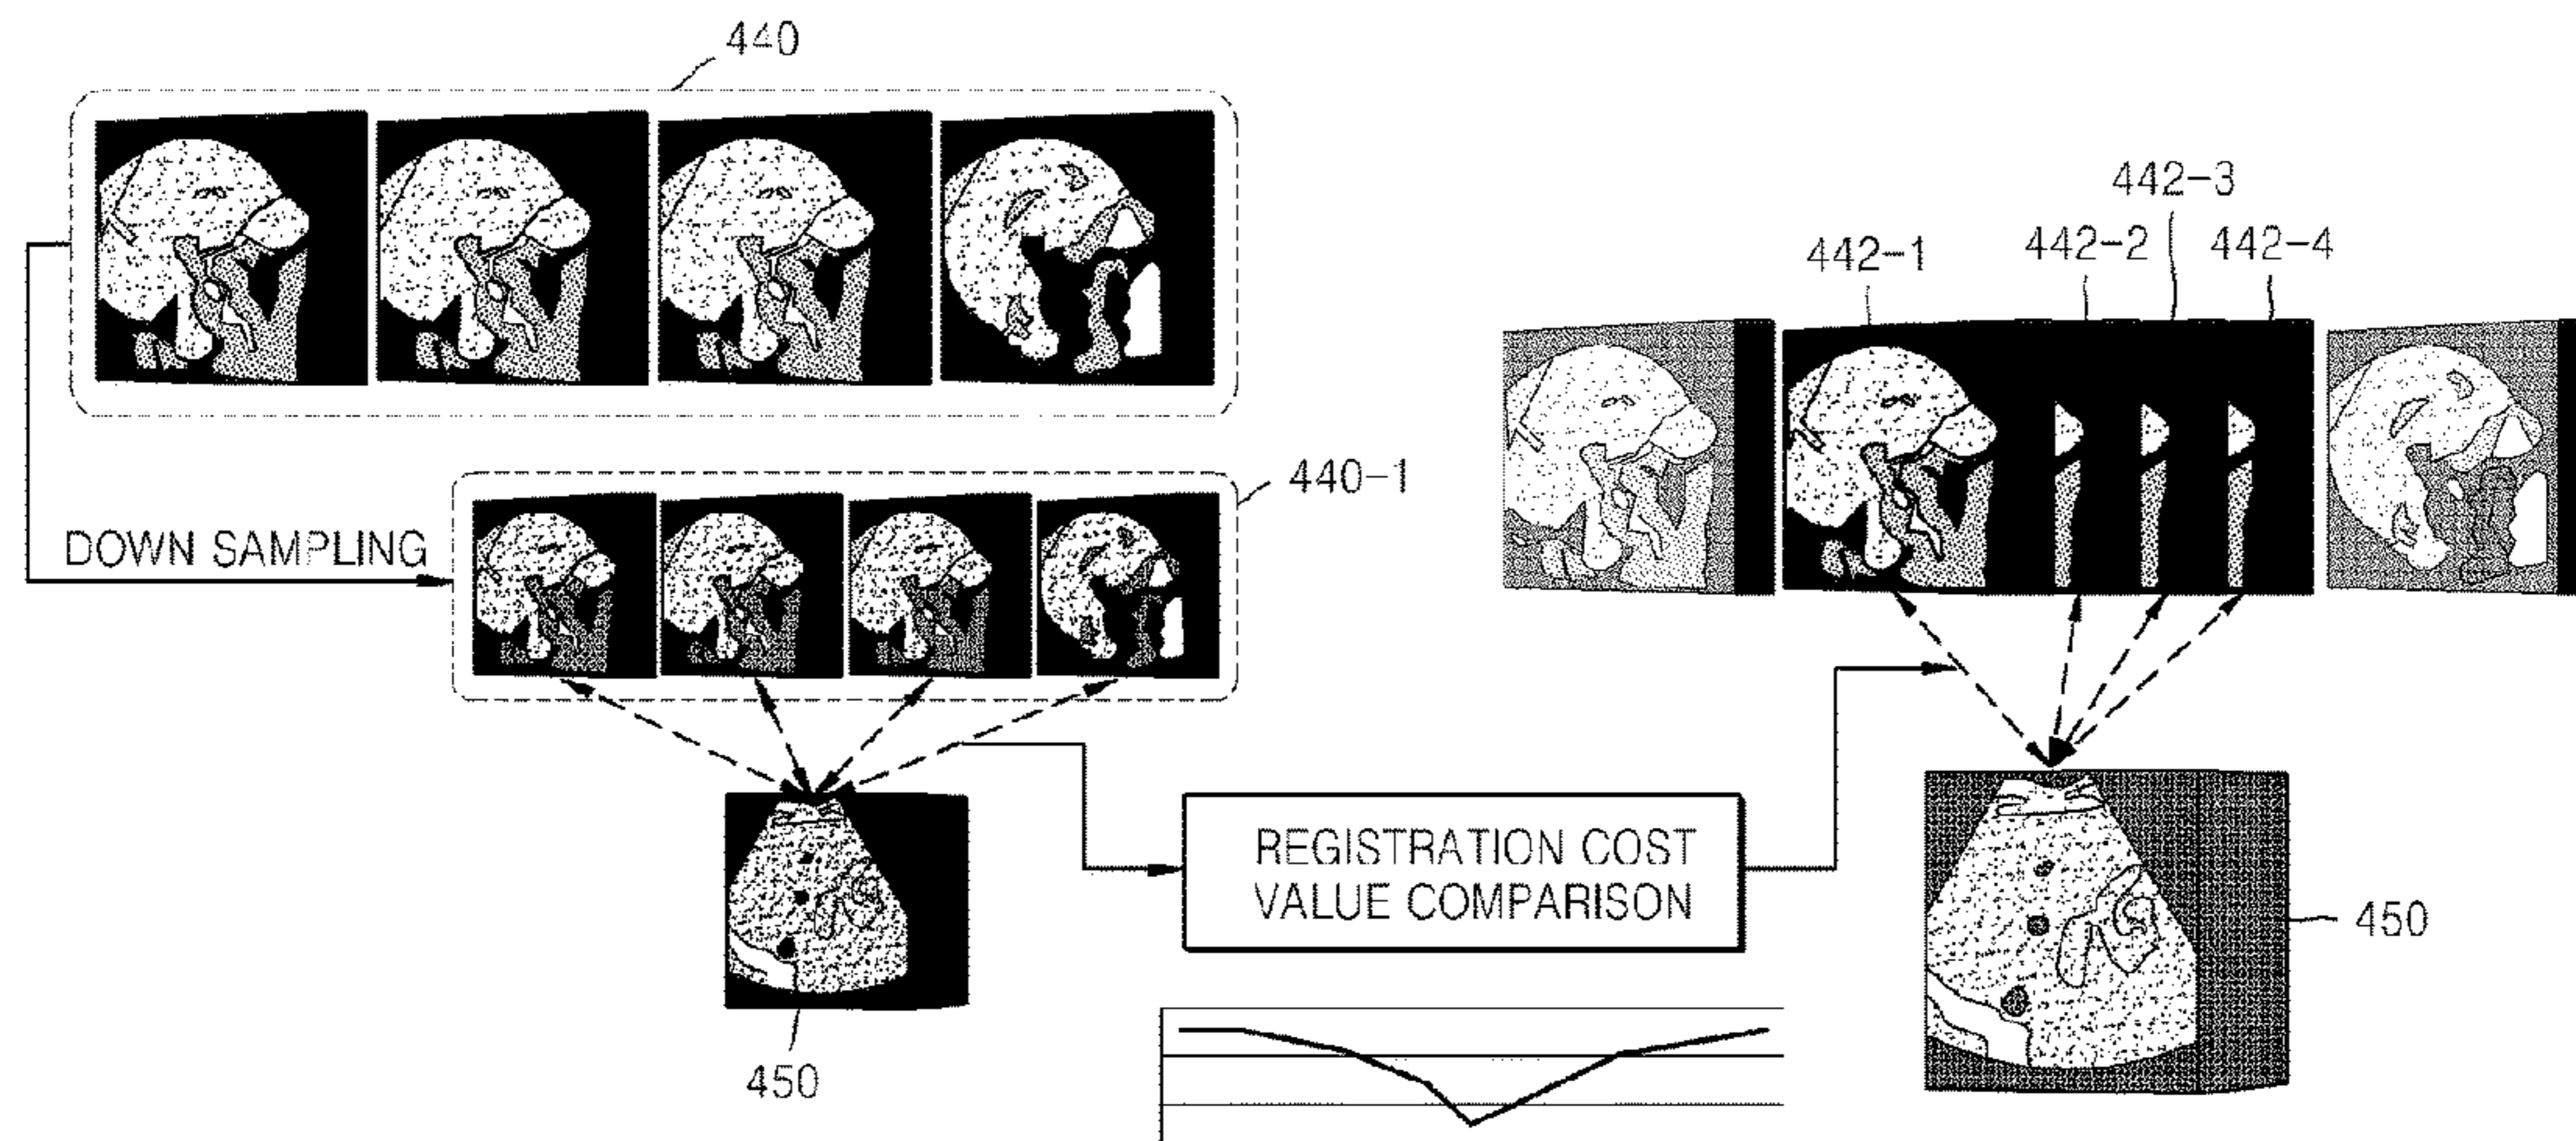 440
442-3
442-1
442-2
442-4
440-1
DOWN SAMPLING
REGISTRATION COST
VALUE COMPARISON
450
450